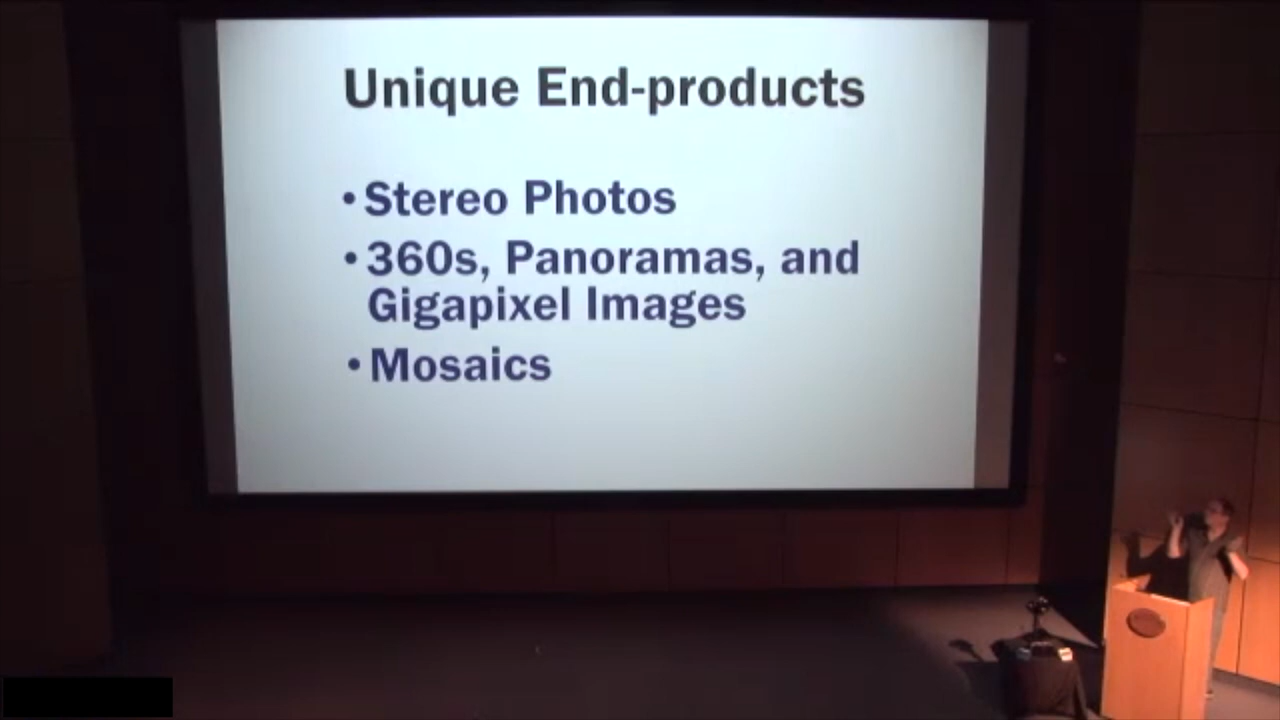 Unique End-products
• Stereo Photos
• 360s, Panoramas, and
Gigapixel Images
• Mosaics